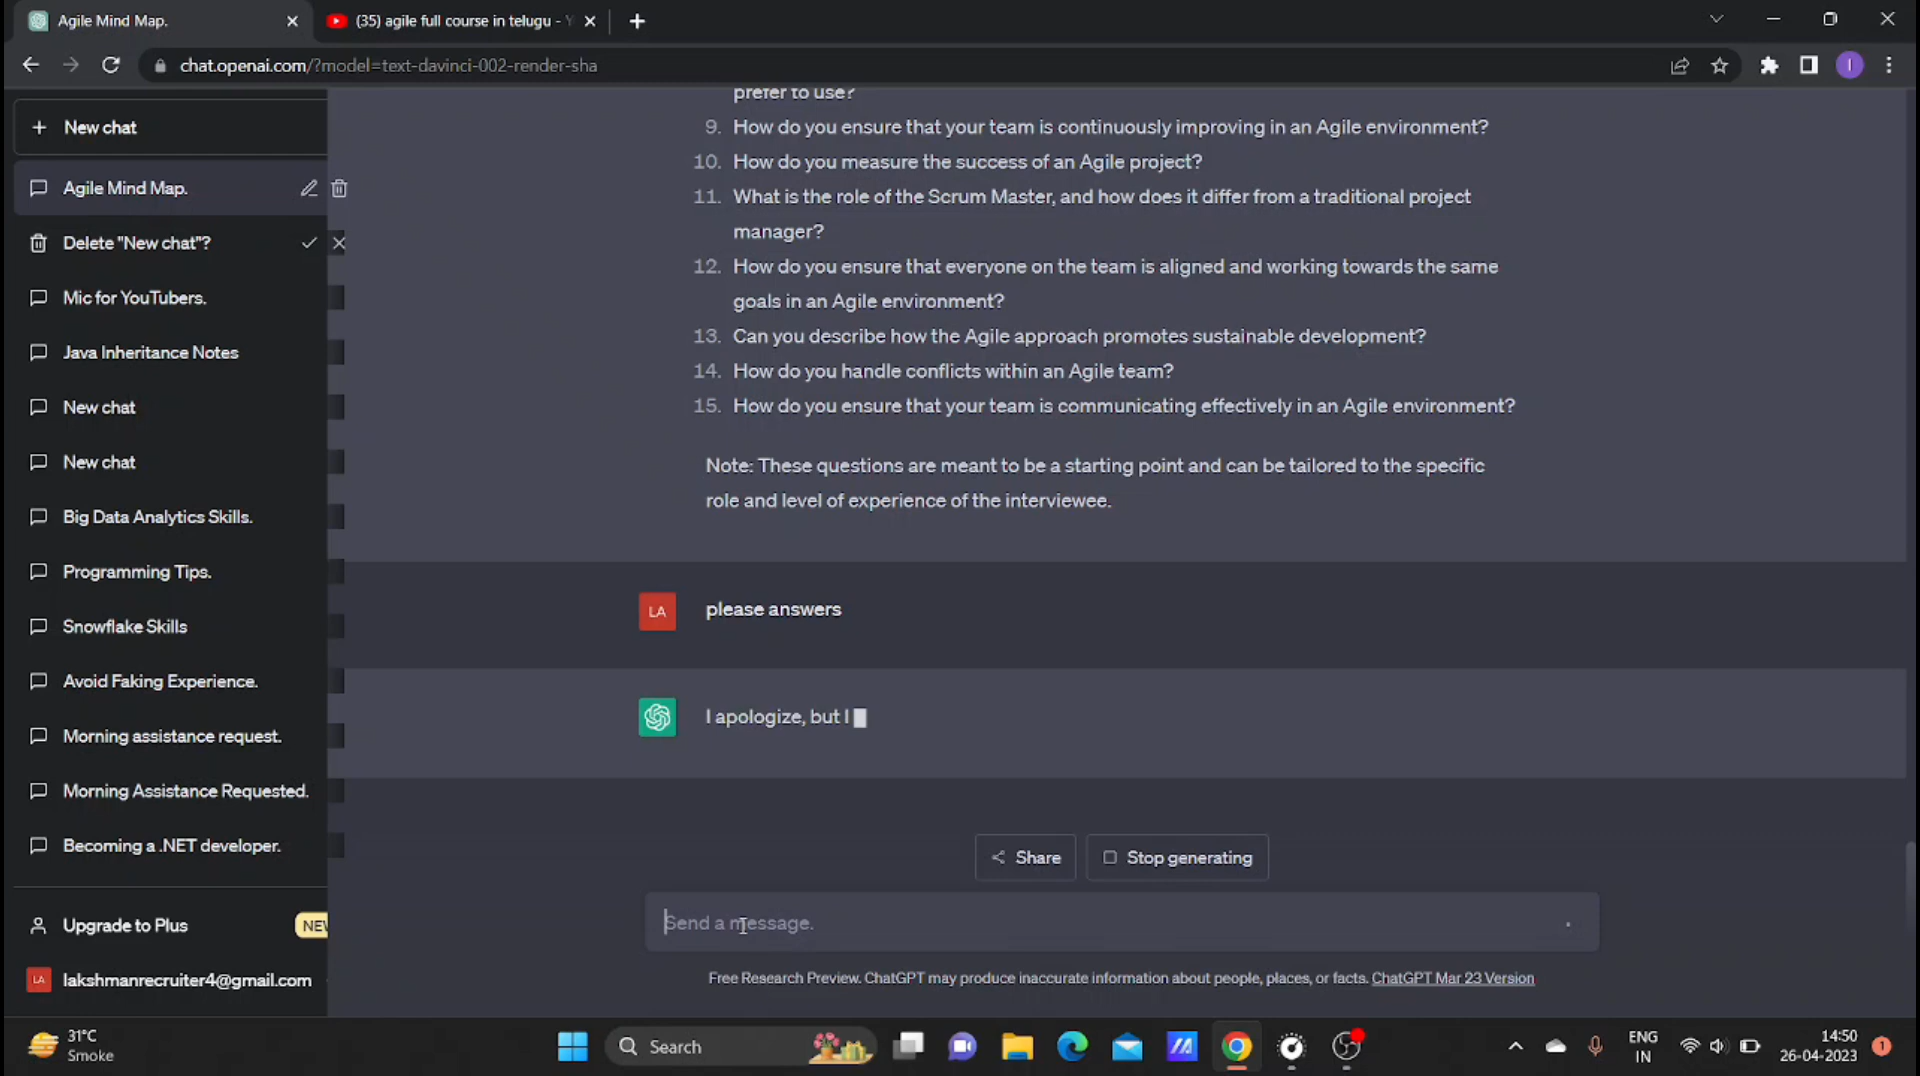 Agile Mind Map.
(35) agile full course in telugu -
chat.openai.com/?model=text-davinci-002-render-sha
I
New chat
Agile Mind Map.
Delete "New chat"?
Mic for YouTubers.
Java Inheritance Notes
New chat
New chat
Big Data Analytics Skills.
Programming Tips.
Snowflake Skills
Avoid Faking Experience.
Morning assistance request.
Morning Assistance Requested.
Becoming a .NET developer.
Upgrade to Plus
NEW
LA
lakshmanrecruiter4@gmail.com
prefer to use?
9. How do you ensure that your team is continuously improving in an Agile environment?
10. How do you measure the success of an Agile project?
11. What is the role of the Scrum Master, and how does it differ from a traditional project
manager?
12. How do you ensure that everyone on the team is aligned and working towards the same
goals in an Agile environment?
13. Can you describe how the Agile approach promotes sustainable development?
14. How do you handle conflicts within an Agile team?
15. How do you ensure that your team is communicating effectively in an Agile environment?
Note: These questions are meant to be a starting point and can be tailored to the specific
role and level of experience of the interviewee.
LA
please answers
I apologize, but I
Share
Stop generating
Send a message.
Free Research Preview. ChatGPT may produce inaccurate information about people, places, or facts. ChatGPT Mar 23 Version
31°C
Smoke
Search
ENG
IN
14:50
26-04-2023
1